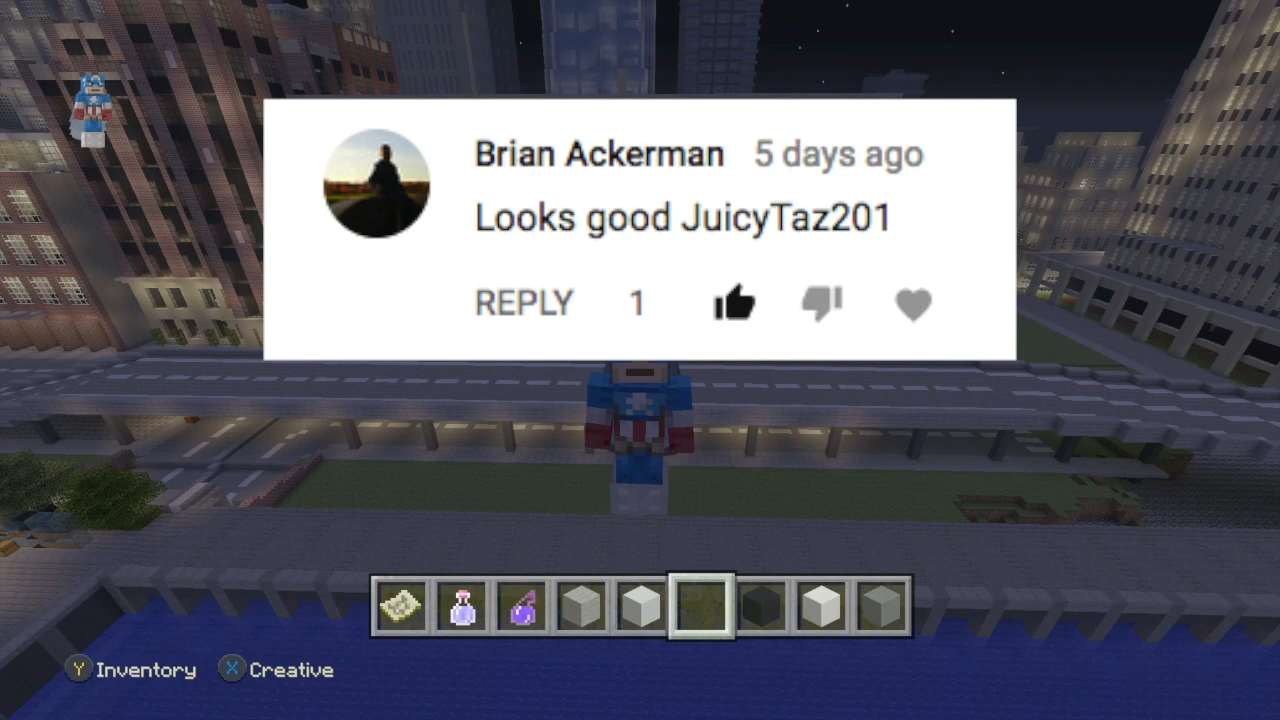 Brian Ackerman 5 days ago
Looks good JuicyTaz201
REPLY 1
Y Inventory X Creative